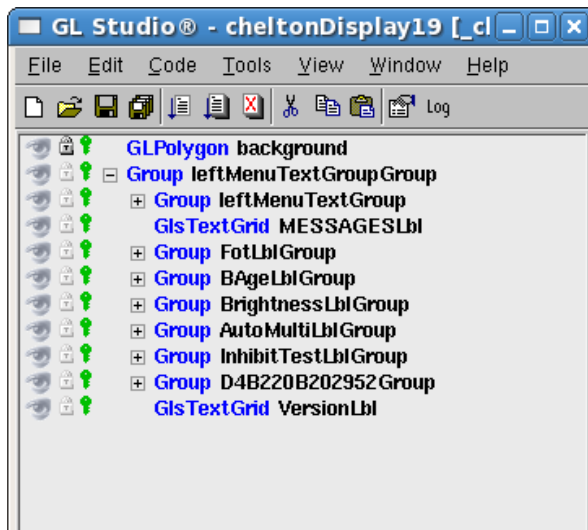 GL Studio® - cheltonDisplay19 [_cl
File Edit Code Tools View Window Help
Log
GLPolygon background
Group leftMenuTextGroupGroup
Group leftMenuTextGroup
GlsTextGrid MESSAGESLbl
Group FotLblGroup
Group BAgeLblGroup
Group BrightnessLblGroup
Group AutoMultiLblGroup
Group InhibitTestLblGroup
Group D4B220B202952Group
GlsTextGrid VersionLbl